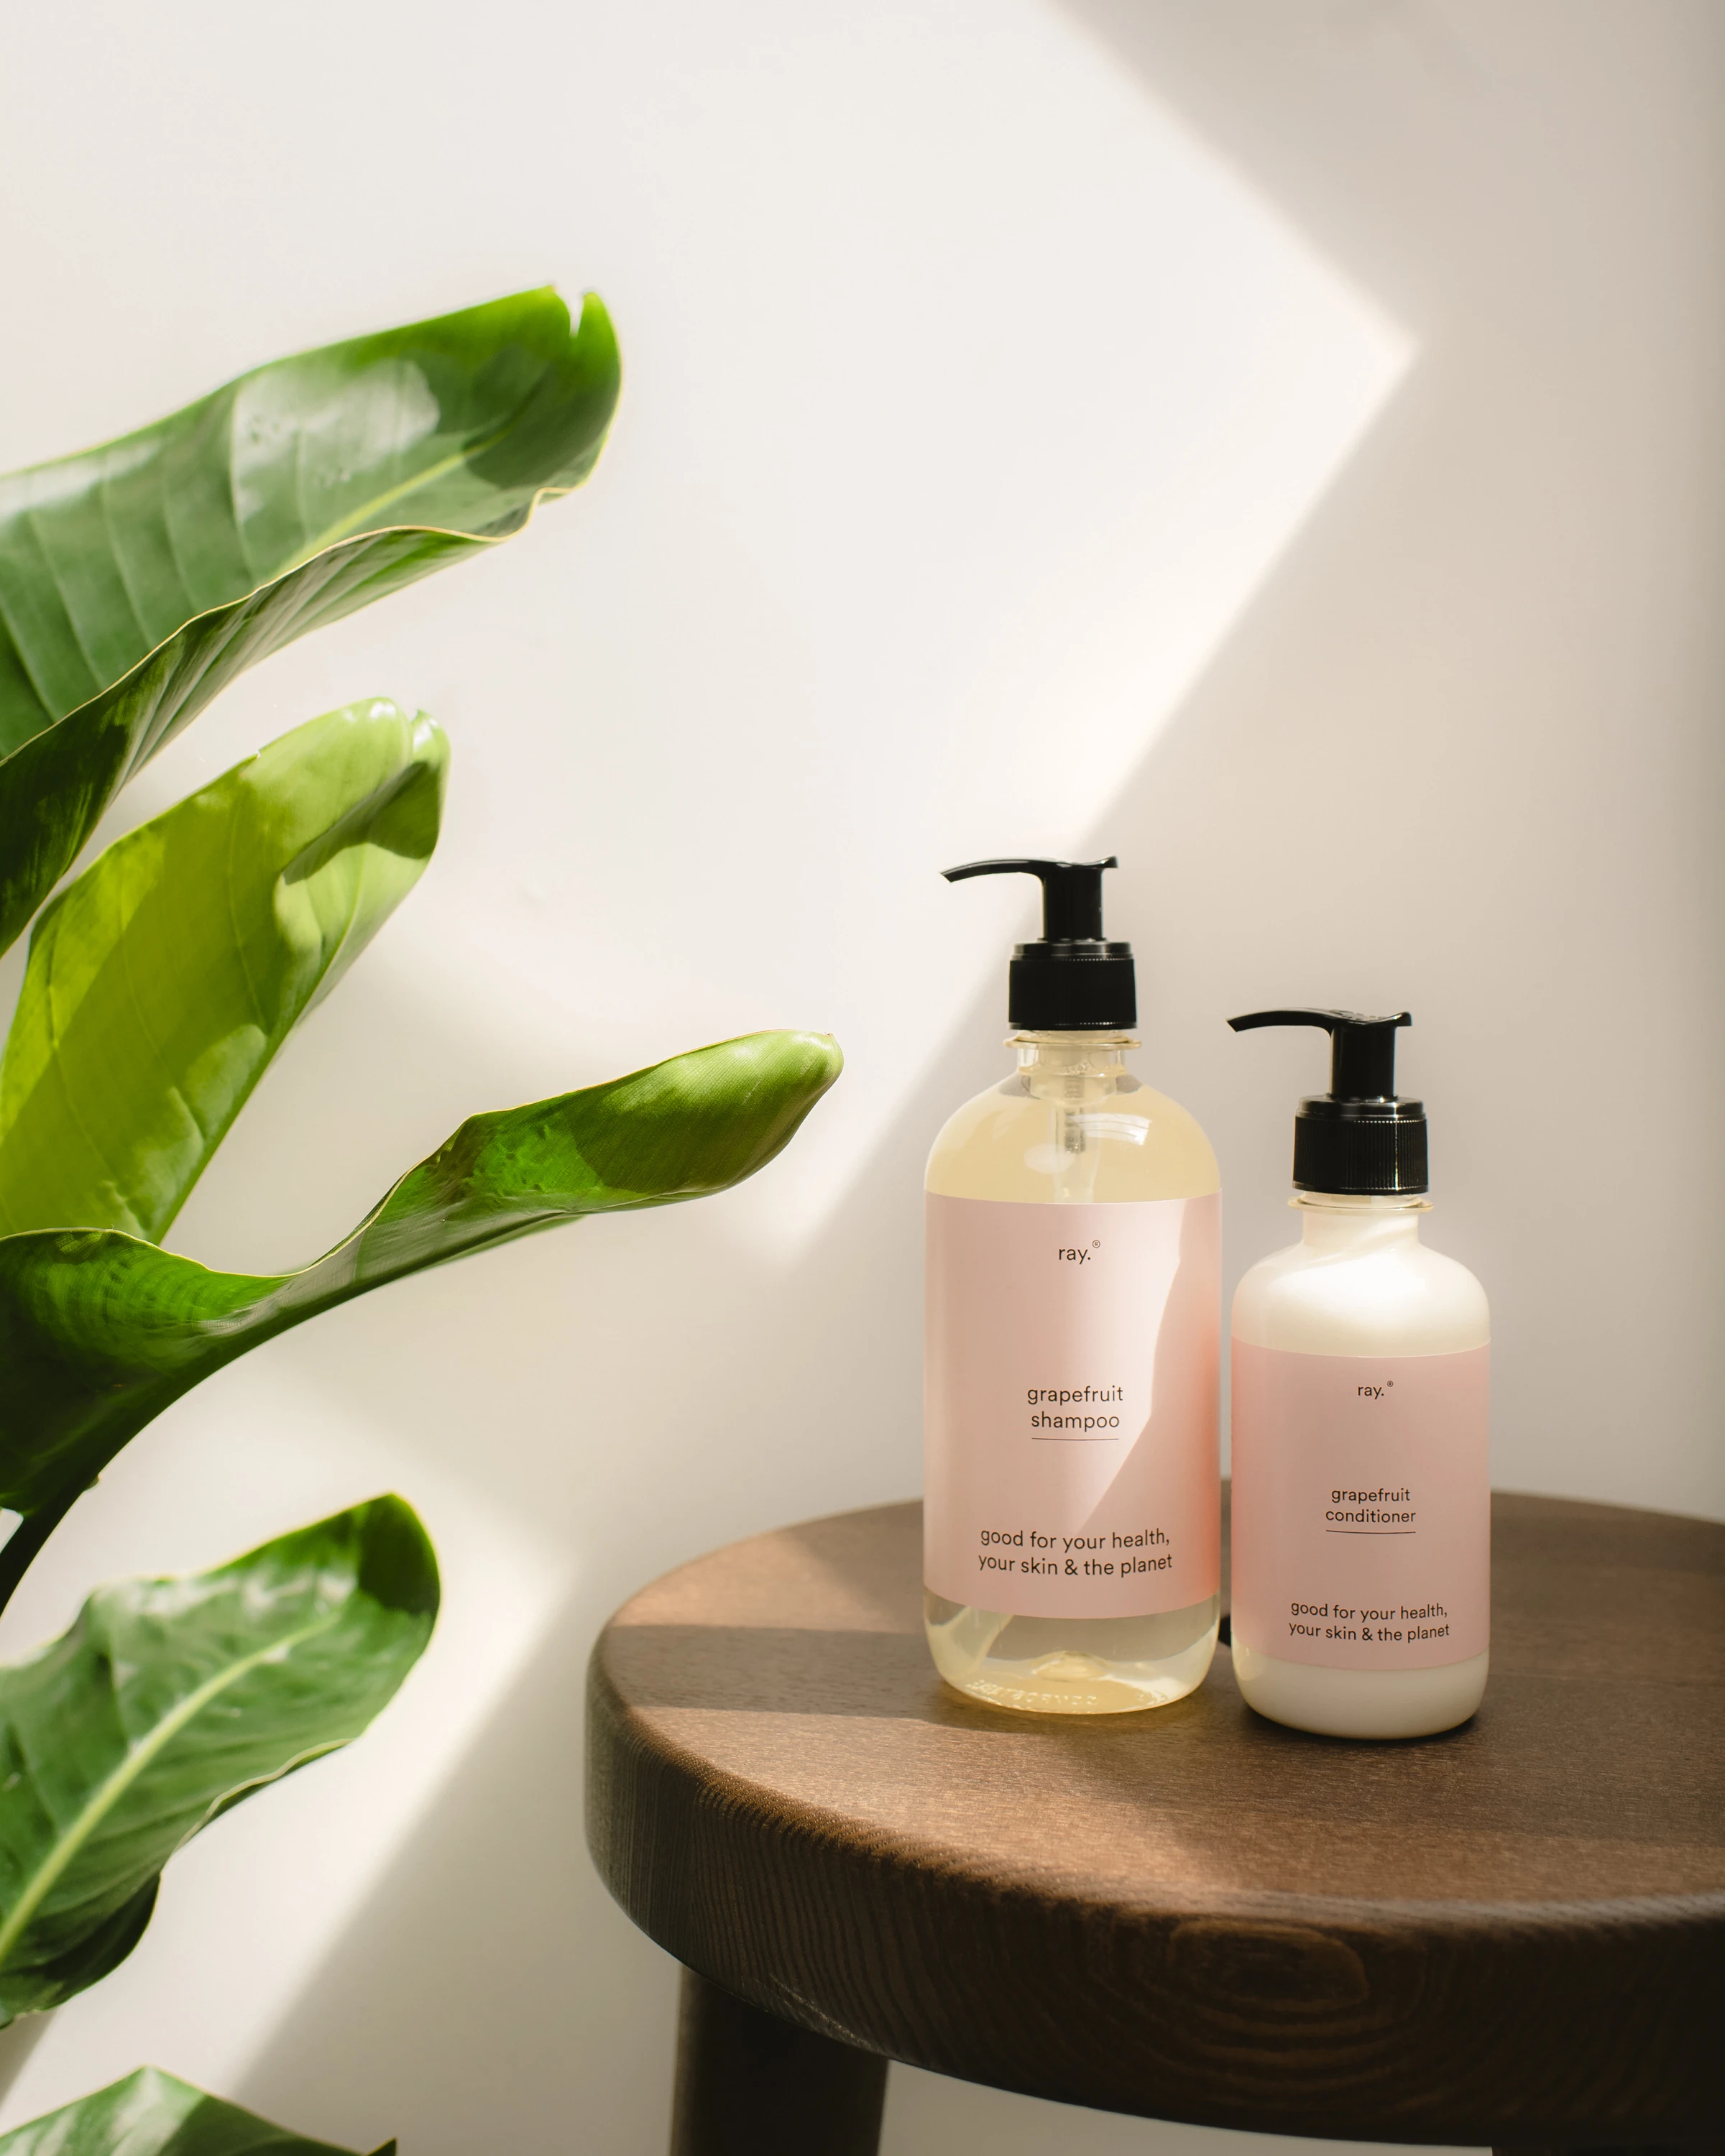 ray.®
grapefruit
shampoo
good for your health,
your skin & the planet
ray.®
grapefruit
conditioner
good for your health,
your skin & the planet